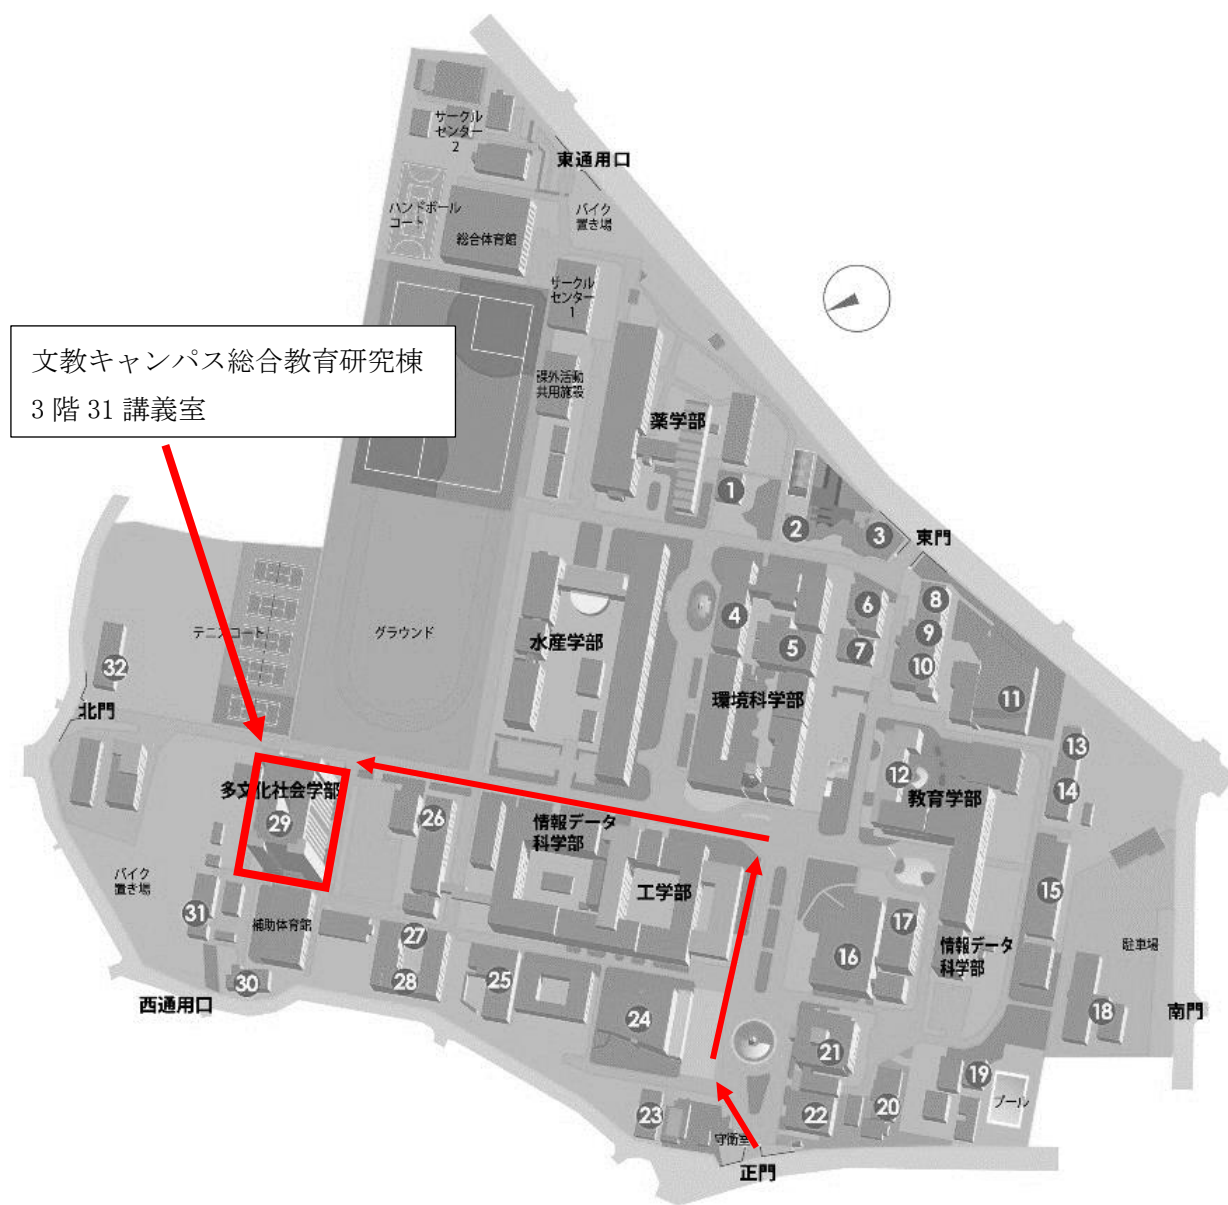 サークル
センター
2
東通用口
ハンドボール
コート
バイク
置き場
総合体育館
サークル
センター
1
文教キャンパス総合教育研究棟
3 階 31 講義室
課外活動
共用施設
薬学部
1
2
3
東門
4
5
6
7
8
9
10
11
テニスコート
グラウンド
水産学部
環境科学部
32
北門
12
教育学部
13
14
多文化社会学部
29
26
情報データ
科学部
工学部
15
バイク
置き場
31
補助体育館
27
28
25
16
17
情報データ
科学部
駐車場
30
西通用口
24
18
南門
21
19
プール
20
22
23
守衛室
正門